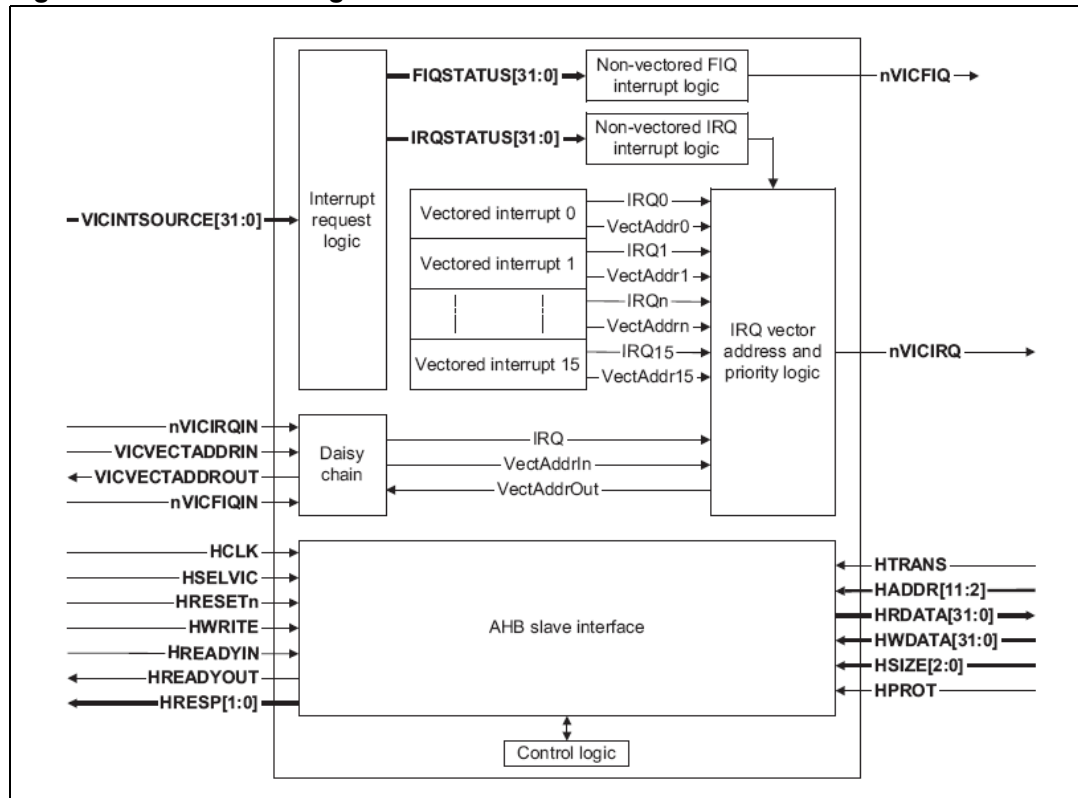 FIQSTATUS[31:0]
Non-vectored FIQ
interrupt logic
nVICFIQ
IRQSTATUS[31:0]
Non-vectored IRQ
interrupt logic
VICINTSOURCE[31:0]
Interrupt
request
logic
Vectored interrupt 0
Vectored interrupt 1
Vectored interrupt 15
IRQ0
VectAddr0
IRQ1
VectAddr1
IRQn
VectAddrn
IRQ15
VectAddr15
IRQ vector
address and
priority logic
nVICIRQ
nVICIRQIN
VICVECTADDRIN
VICVECTADDROUT
nVICFIQIN
Daisy
chain
IRQ
VectAddrIn
VectAddrOut
HCLK
HSELVIC
HRESETn
HWRITE
HREADYIN
HREADYOUT
HRESP[1:0]
AHB slave interface
HTRANS
HADDR[11:2]
HRDATA[31:0]
HWDATA[31:0]
HSIZE[2:0]
HPROT
Control logic